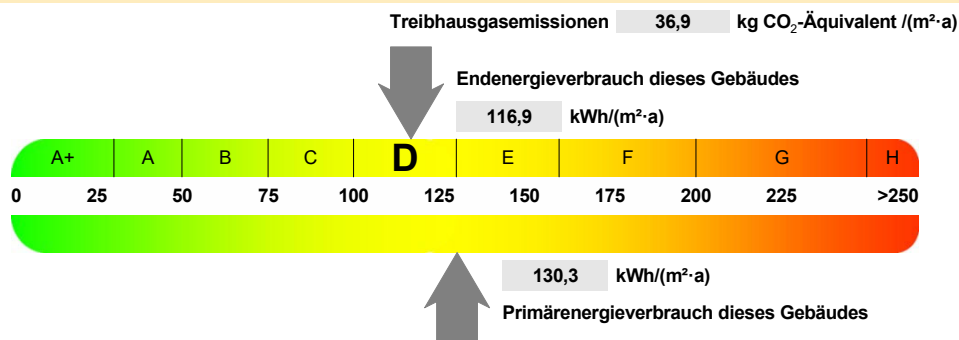 Treibhausgasemissionen 36,9 kg CO₂-Äquivalent /(m²·a)
Endenergieverbrauch dieses Gebäudes
116,9 kWh/(m²·a)
A+ A B C D E F G H
0 25 50 75 100 125 150 175 200 225 >250
130,3 kWh/(m²·a)
Primärenergieverbrauch dieses Gebäudes